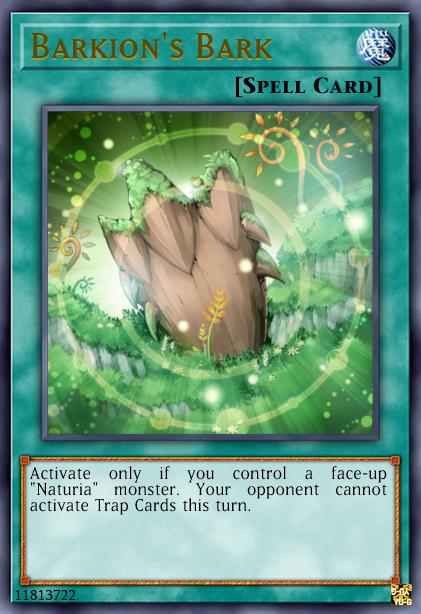 Barkion's Bark
魔
[Spell Card]
Activate only if you control a face-up
"Naturia" monster. Your opponent cannot
activate Trap Cards this turn.
11813722